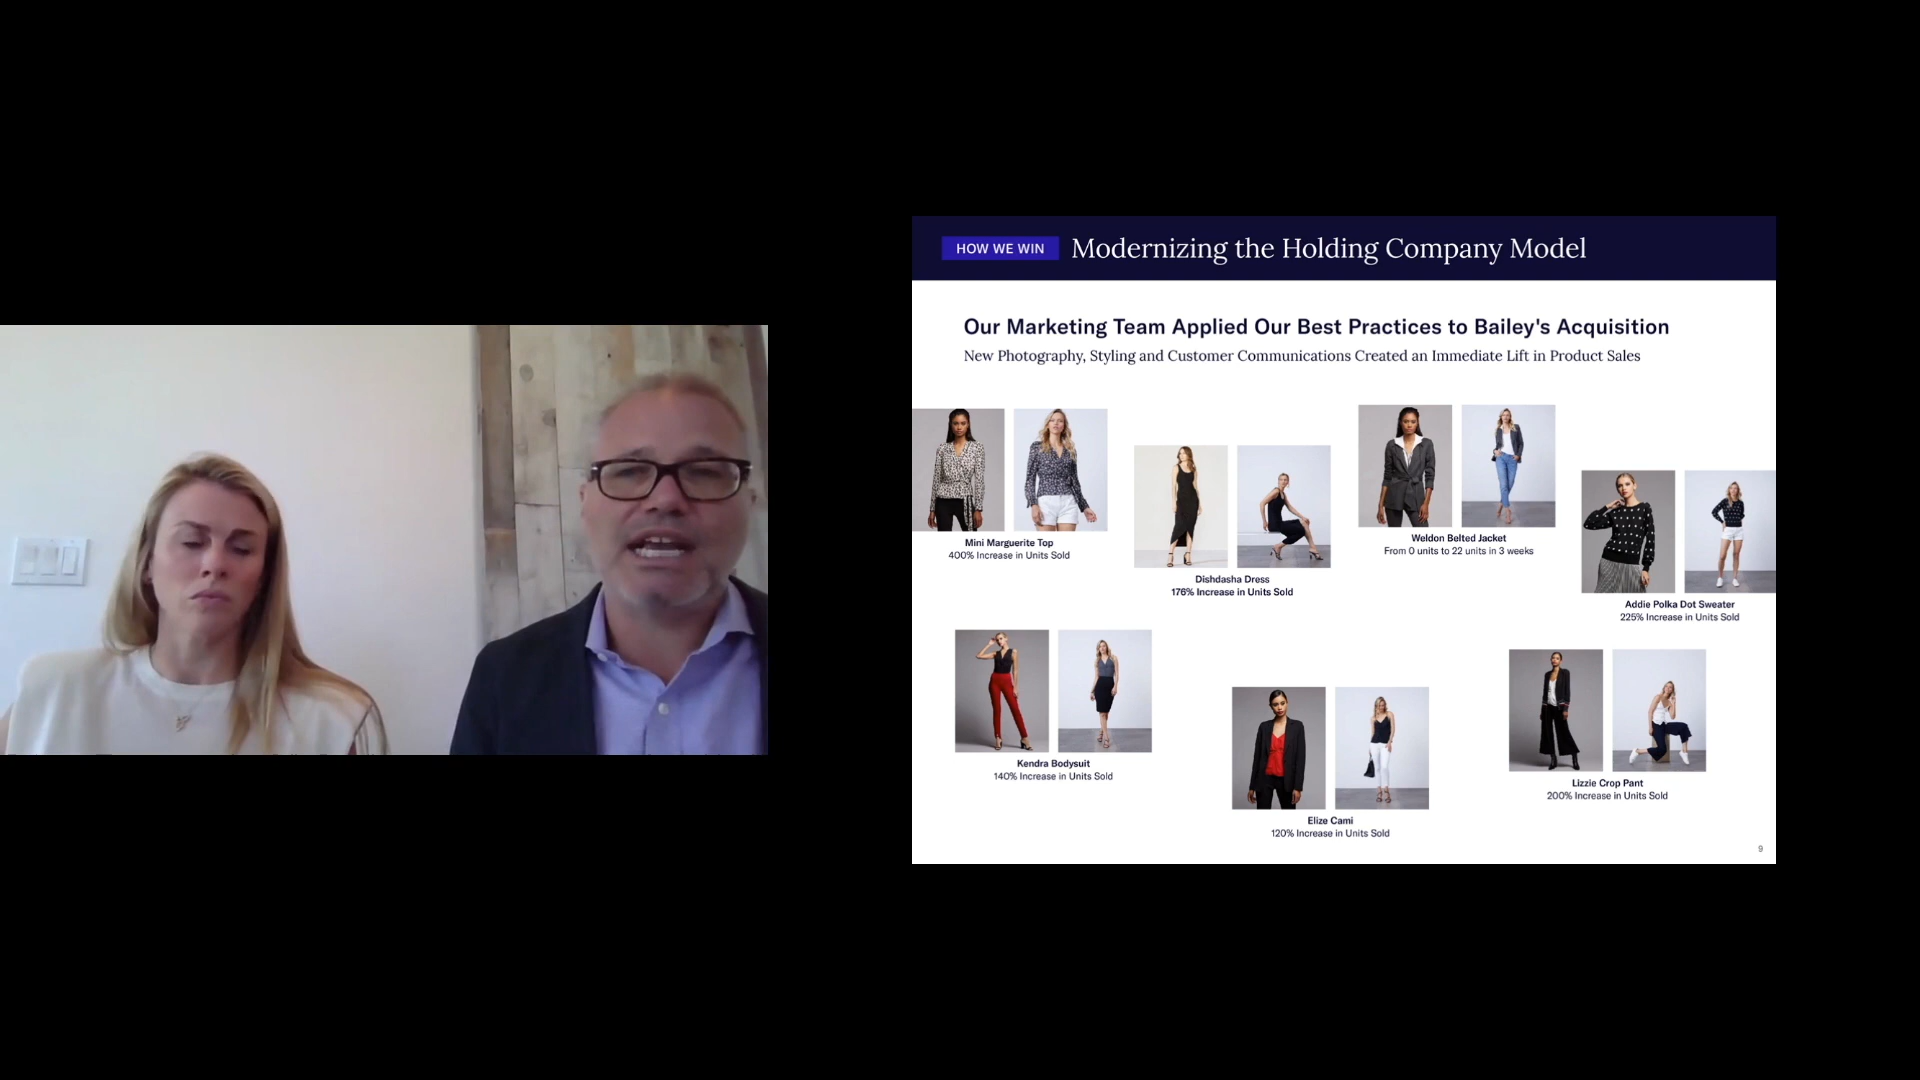 HOW WE WIN
Modernizing the Holding Company Model
Our Marketing Team Applied Our Best Practices to Bailey's Acquisition
New Photography, Styling and Customer Communications Created an Immediate Lift in Product Sales
Mini Marguerite Top
400% Increase in Units Sold
Dishdasha Dress
176% Increase in Units Sold
Weldon Belted Jacket
From 0 units to 22 units in 3 weeks
Addie Polka Dot Sweater
225% Increase in Units Sold
Kendra Bodysuit
140% Increase in Units Sold
Elize Cami
120% Increase in Units Sold
Lizzie Crop Pant
200% Increase in Units Sold
9